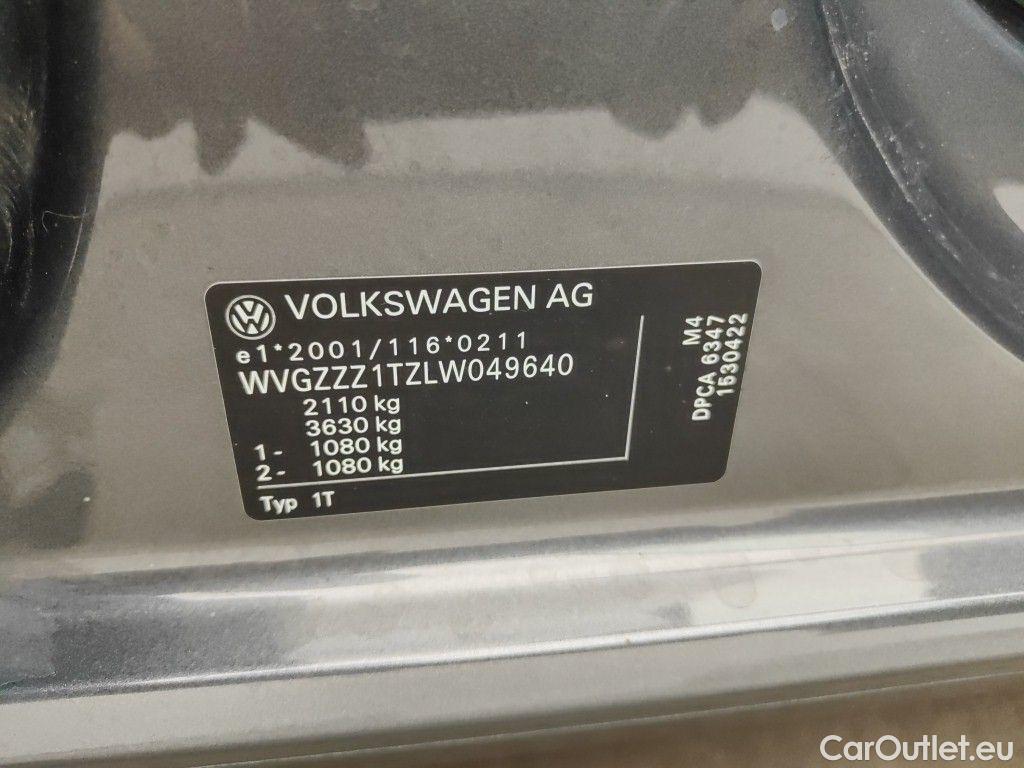 VOLKSWAGEN AG
e1*2001/116*0211
WVGZZZ1TZLW049640
2110 kg
3630 kg
1- 1080 kg
2- 1080 kg
Typ 1T
M4
DPCA 6347
1530422
CarOutlet.eu